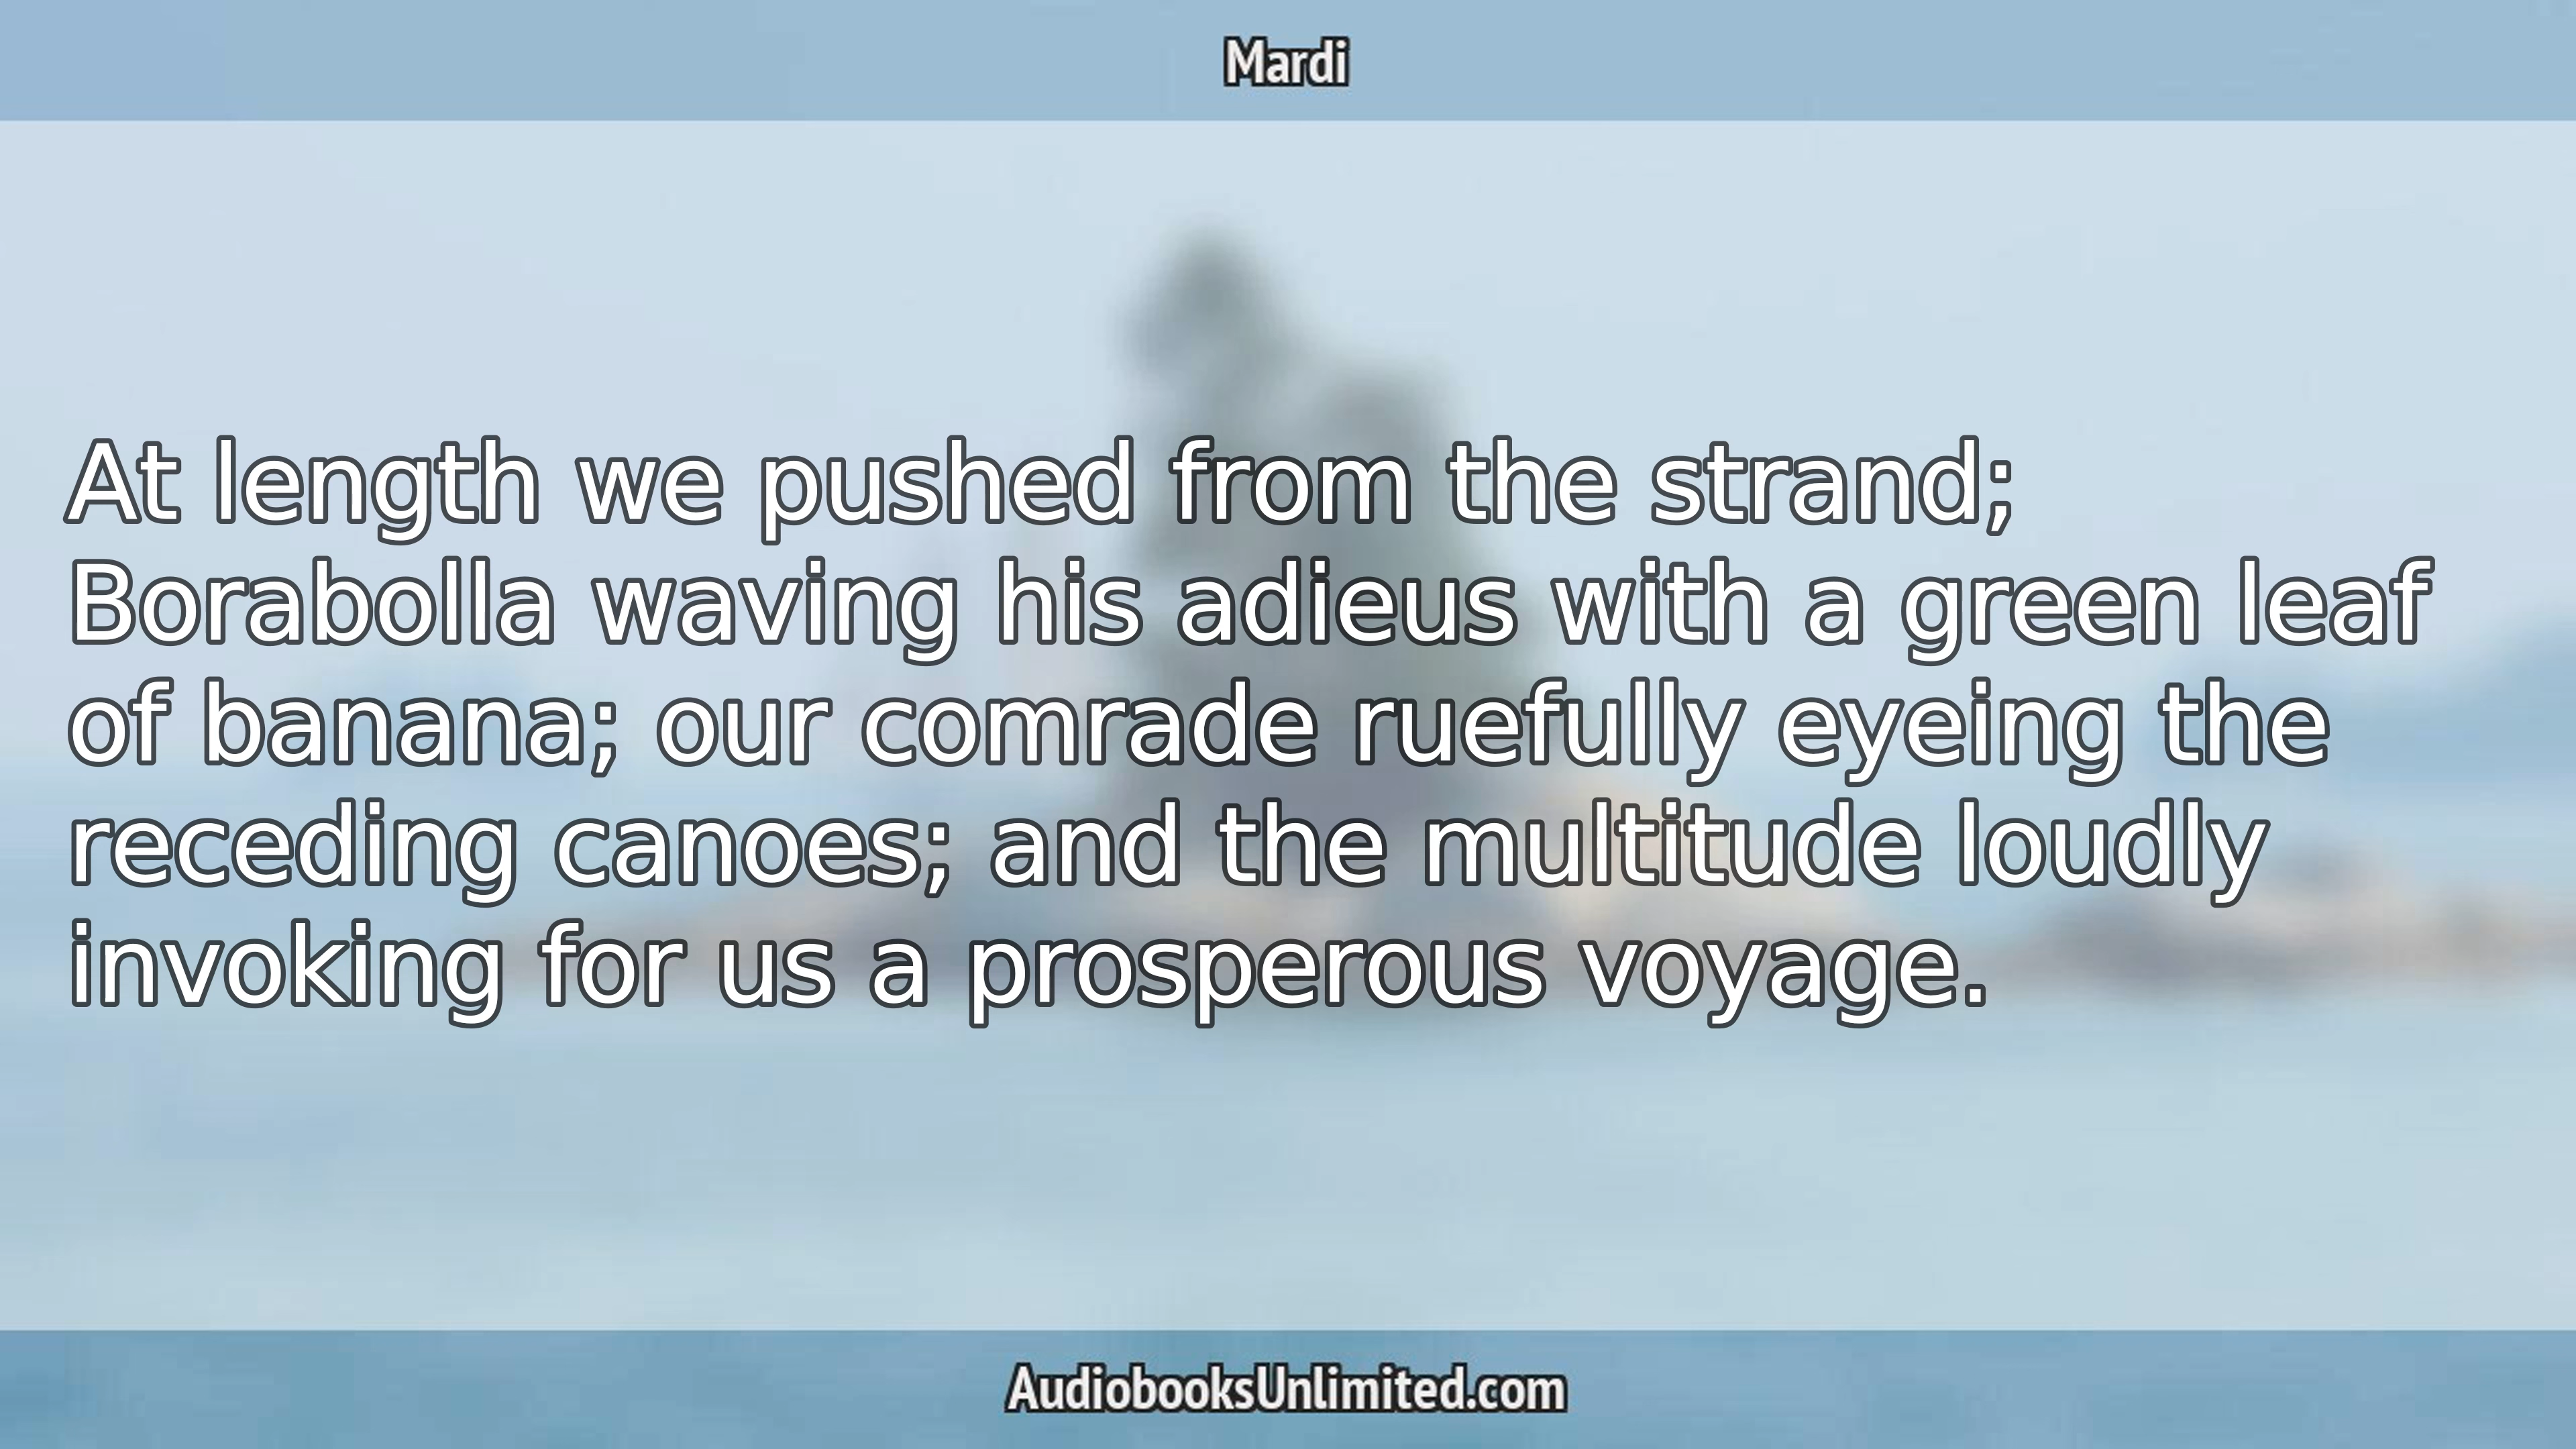 Mardi
At length we pushed from the strand;
Borabolla waving his adieus with a green leaf
of banana; our comrade ruefully eyeing the
receding canoes; and the multitude loudly
invoking for us a prosperous voyage.
AudiobooksUnlimited.com